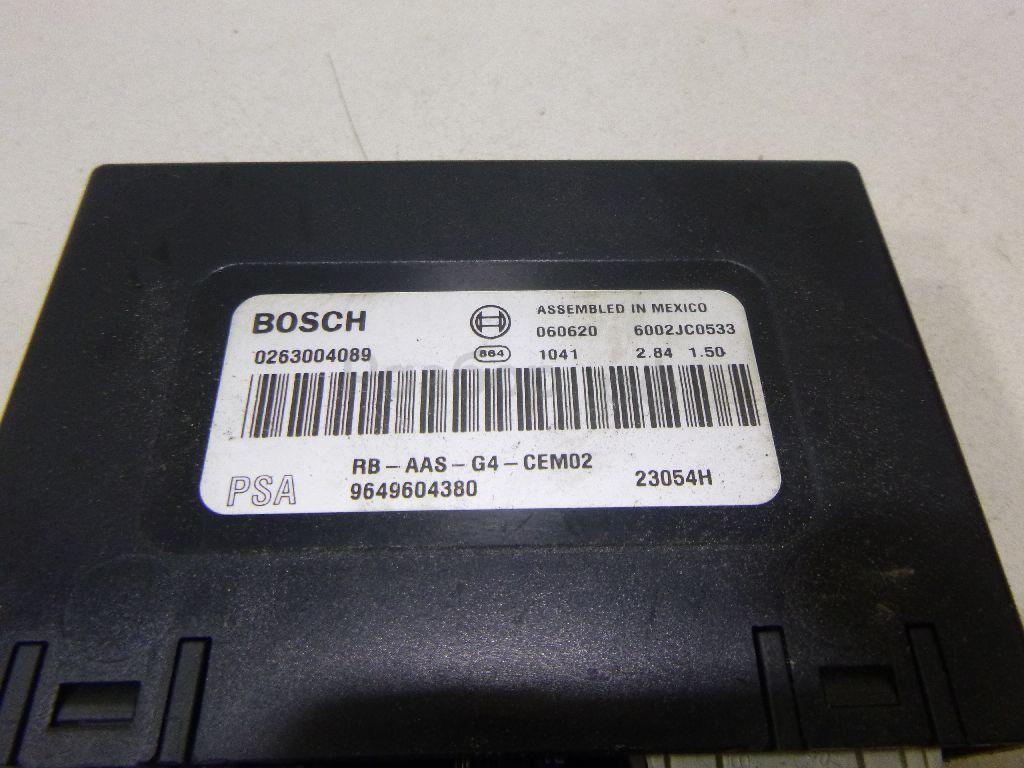 BOSCH
ASSEMBLED IN MEXICO
060620 6002JC0533
0263004089
864 1041 2.84 1.50
RB-AAS-G4-CEM02
PSA 9649604380 23054H